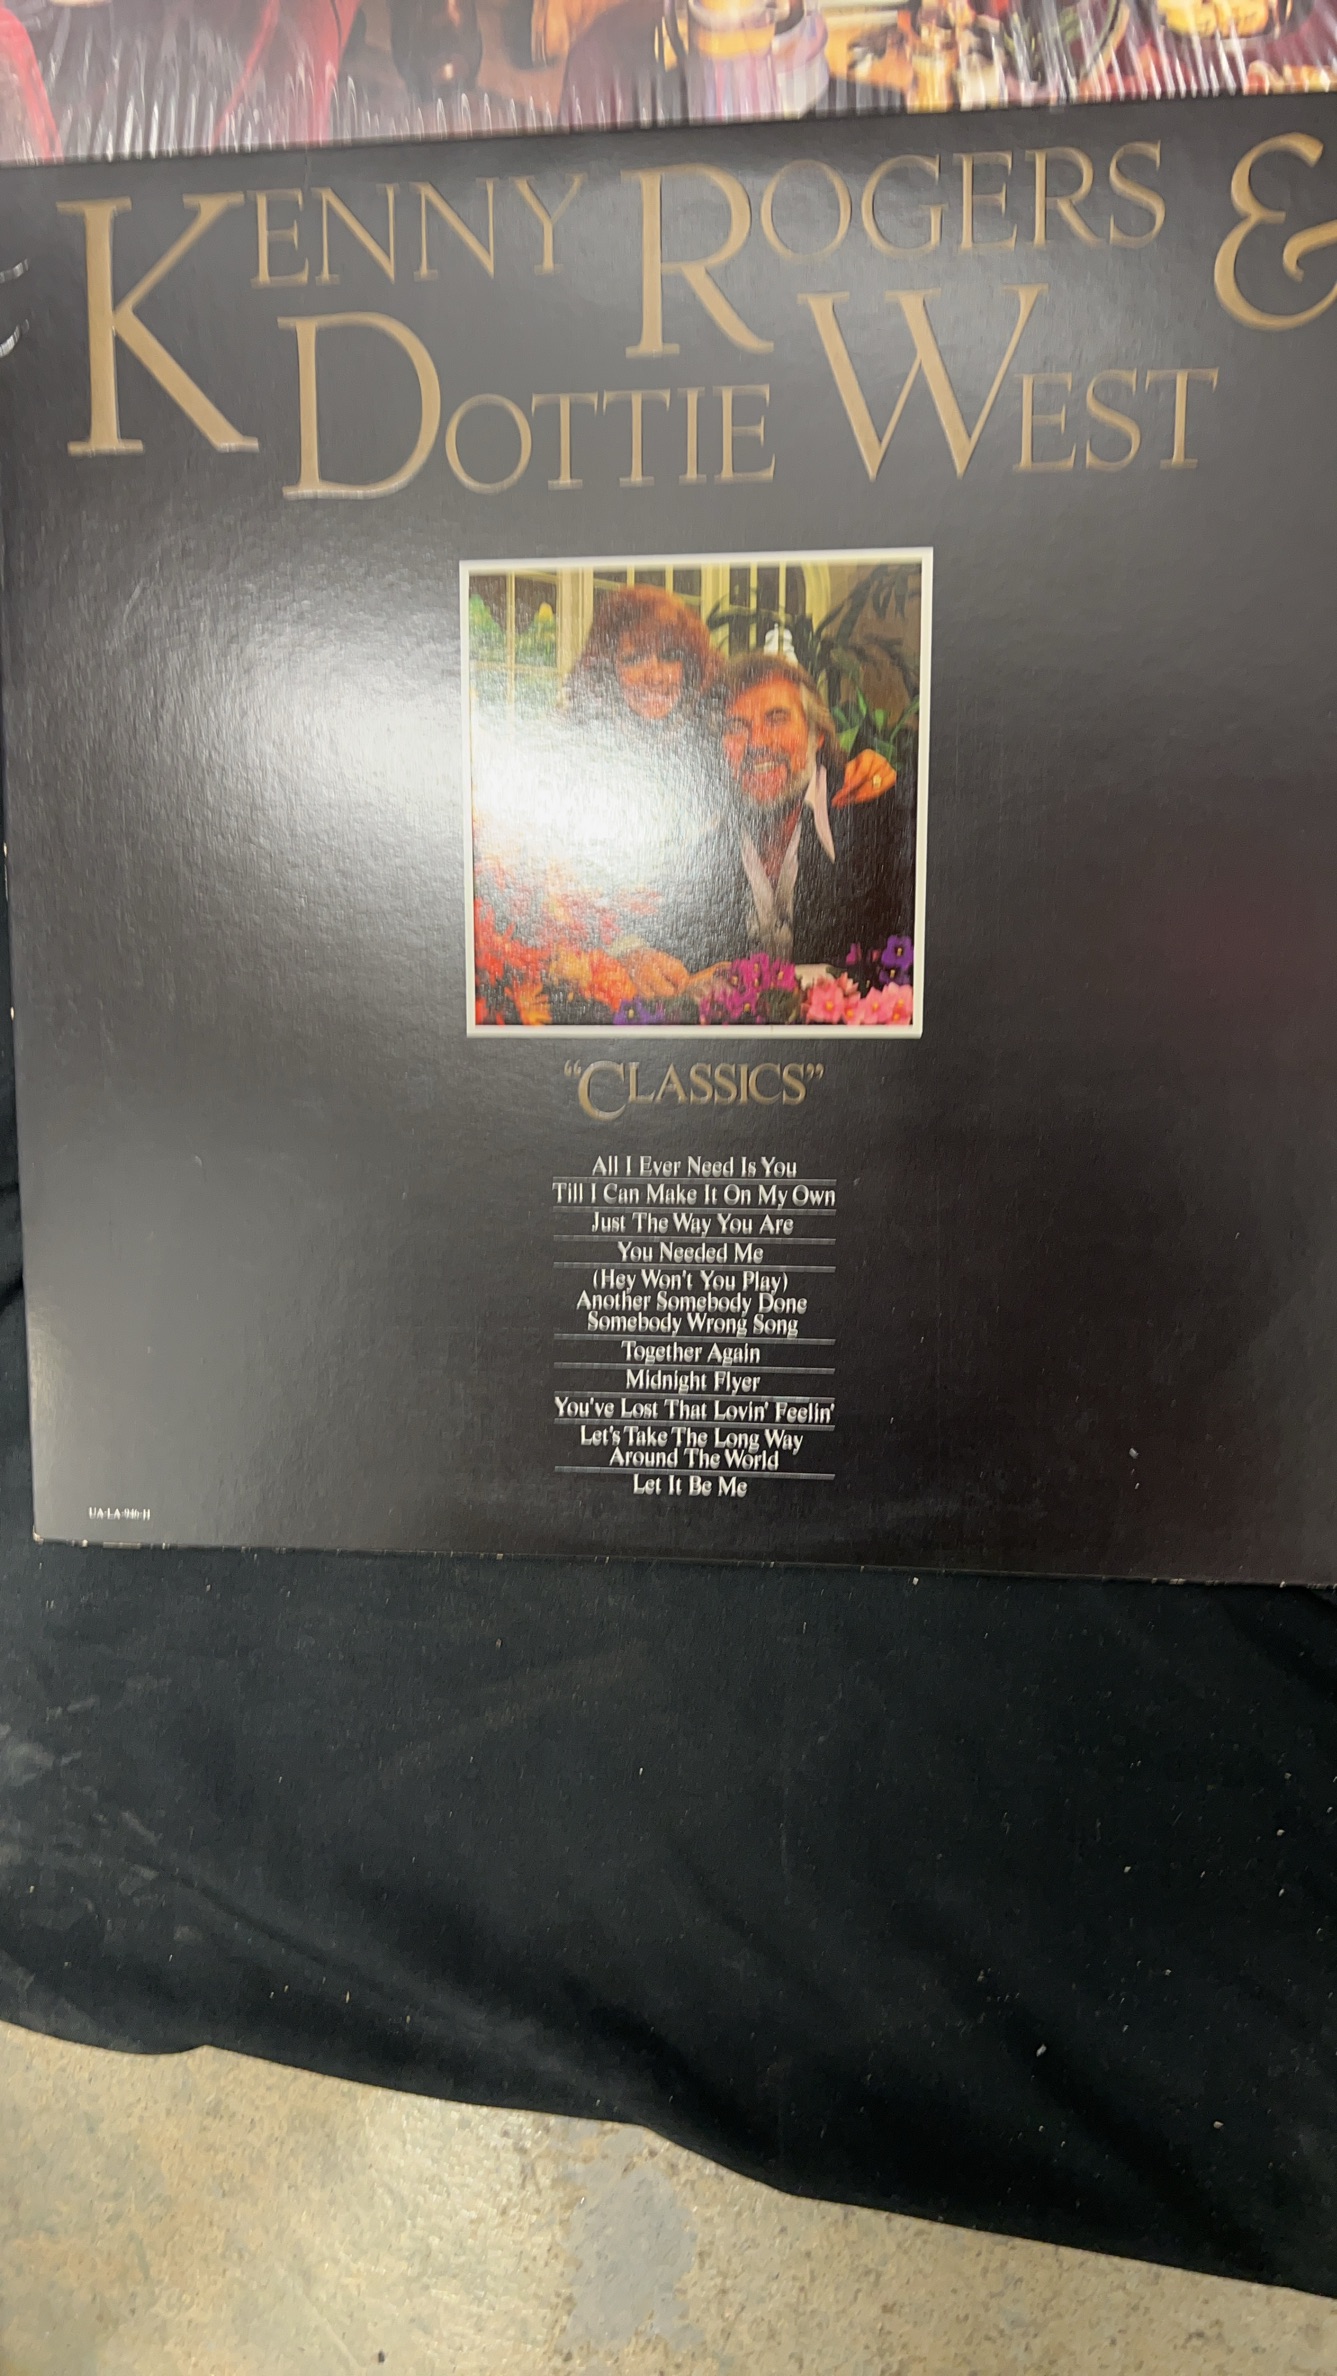 KENNY ROGERS &
DOTTIE WEST
“CLASSICS”
All I Ever Need Is You
Till I Can Make It On My Own
Just The Way You Are
You Needed Me
(Hey Won't You Play)
Another Somebody Done
Somebody Wrong Song
Together Again
Midnight Flyer
You've Lost That Lovin' Feelin'
Let's Take The Long Way
Around The World
Let It Be Me
UA-LA-946-H